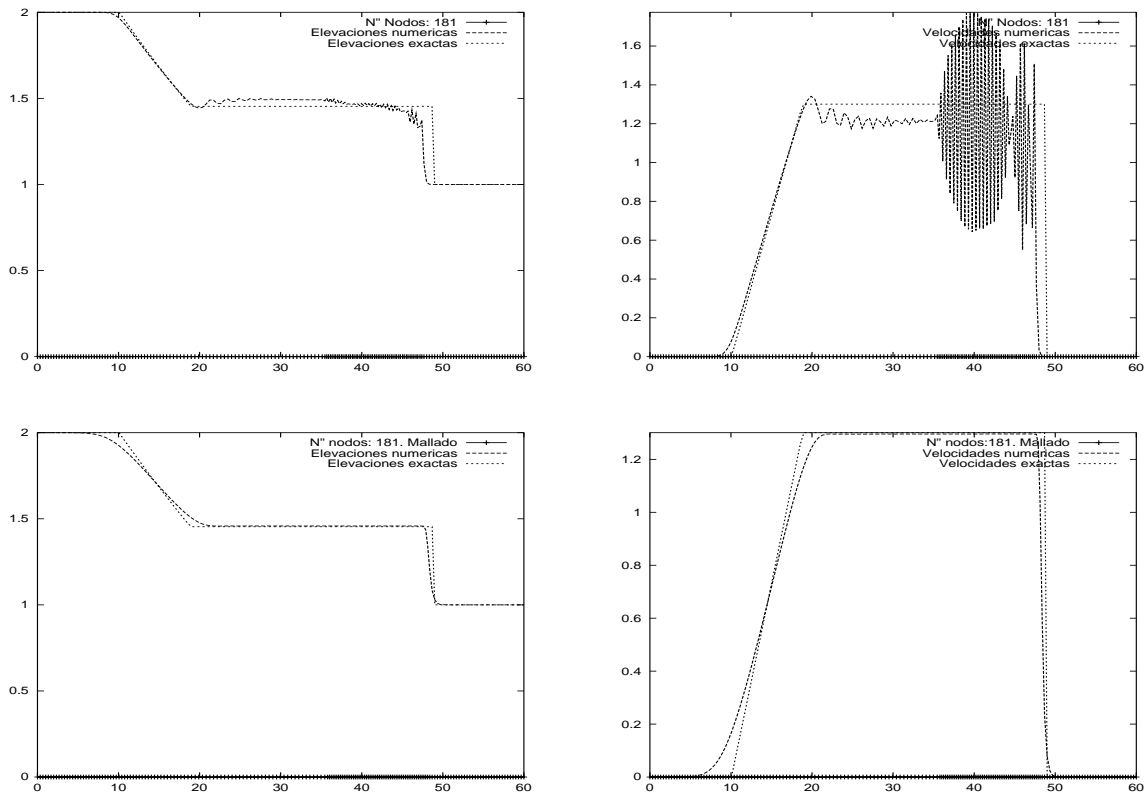 N" Nodos: 181
Elevaciones numericas
Elevaciones exactas
2
1.5
1
0.5
0
0 10 20 30 40 50 60
N" Nodos: 181
Velocidades numericas
Velocidades exactas
1.6
1.4
1.2
1
0.8
0.6
0.4
0.2
0
0 10 20 30 40 50 60
N" nodos: 181. Mallado
Elevaciones numericas
Elevaciones exactas
2
1.5
1
0.5
0
0 10 20 30 40 50 60
N" nodos:181. Mallado
Velocidades numericas
Velocidades exactas
1.2
1
0.8
0.6
0.4
0.2
0
0 10 20 30 40 50 60